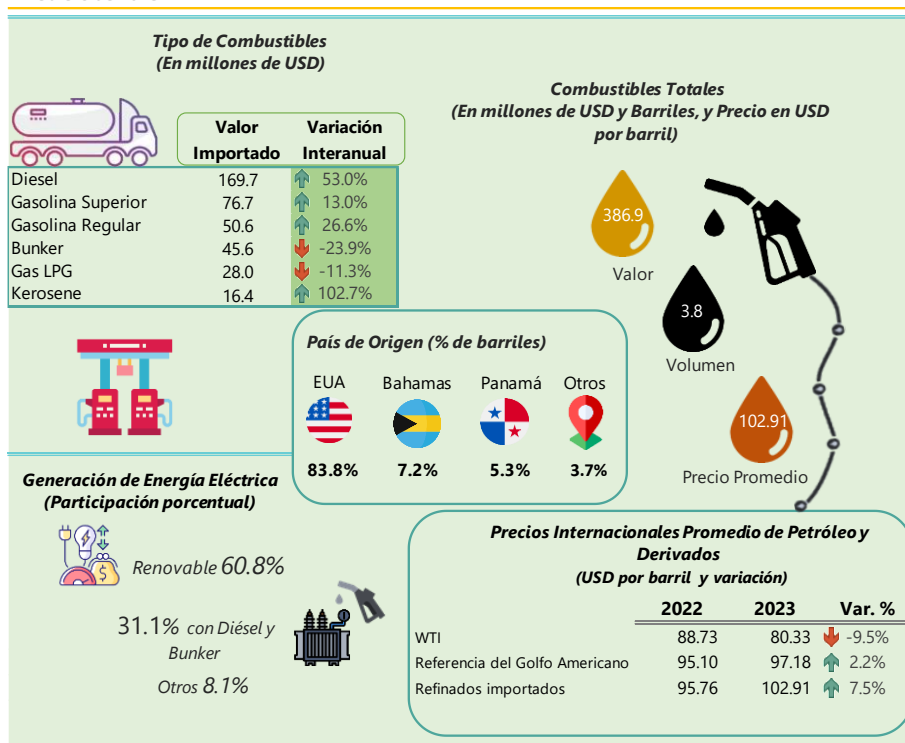 Tipo de Combustibles
(En millones de USD)
Valor Importado Variación Interanual
Diesel 169.7 53.0%
Gasolina Superior 76.7 13.0%
Gasolina Regular 50.6 26.6%
Bunker 45.6 -23.9%
Gas LPG 28.0 -11.3%
Kerosene 16.4 102.7%
Combustibles Totales
(En millones de USD y Barriles, y Precio en USD
por barril)
386.9
Valor
3.8
Volumen
102.91
Precio Promedio
País de Origen (% de barriles)
EUA Bahamas Panamá Otros
83.8% 7.2% 5.3% 3.7%
Generación de Energía Eléctrica
(Participación porcentual)
Renovable 60.8%
31.1% con Diésel y
Bunker
Otros 8.1%
Precios Internacionales Promedio de Petróleo y
Derivados
(USD por barril y variación)
2022 2023 Var. %
WTI 88.73 80.33 -9.5%
Referencia del Golfo Americano 95.10 97.18 2.2%
Refinados importados 95.76 102.91 7.5%